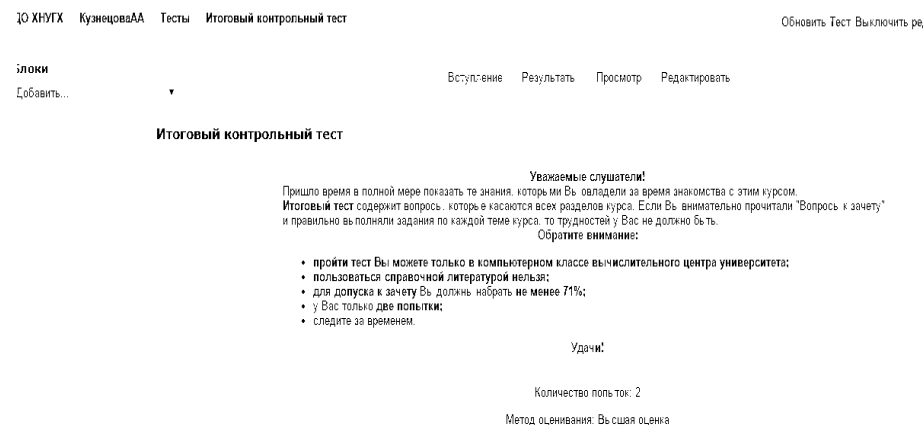 ДО ХНУГХ КузнецоваАА Тесты Итоговый контрольный тест
Обновить Тест Выключить ре
Блоки
Добавить...
Вступление Результать Просмотр Редактировать
Итоговый контрольный тест
Уважаемые слушатели!
Пришло время в полной мере показать те знания, которыми Вы овладели за время знакомства с этим курсом.
Итоговый тест содержит вопросы, которые касаются всех разделов курса. Если Вы внимательно прочитали "Вопросы к зачету"
и правильно выполняли задания по каждой теме курса, то трудностей у Вас не должно быть.
Обратите внимание:
• пройти тест Вы можете только в компьютерном классе вычислительного центра университета;
• пользоваться справочной литературой нельзя;
• для допуска к зачету Вы должны набрать не менее 71%;
• у Вас только две попытки;
• следите за временем.
Удачи!
Количество попыток: 2
Метод оценивания: Высшая оценка